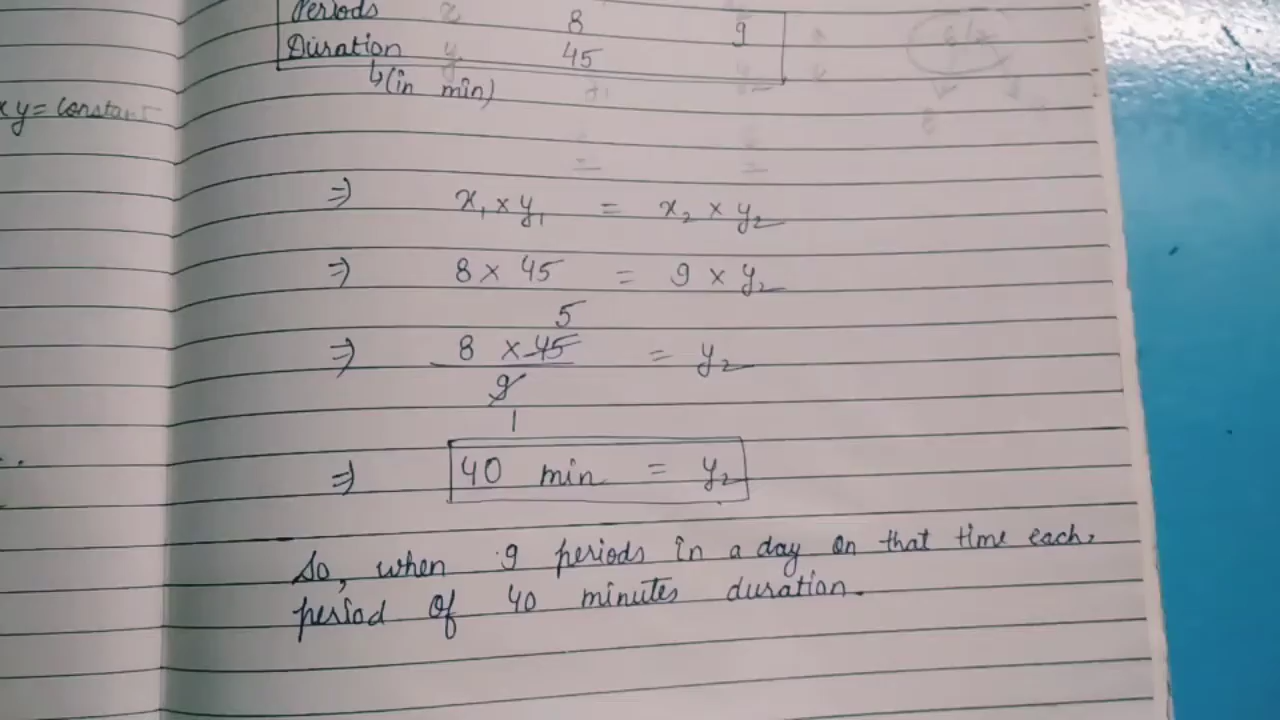 Periods x 8 9
Duration y 45
↳(in min)
xy = constant
⇒ x₁ × y₁ = x₂ × y₂
⇒ 8 × 45 = 9 × y₂
5
⇒ 8 × 45 = y₂
9
1
⇒ 40 min = y₂
So, when 9 periods in a day on that time each
period of 40 minutes duration.